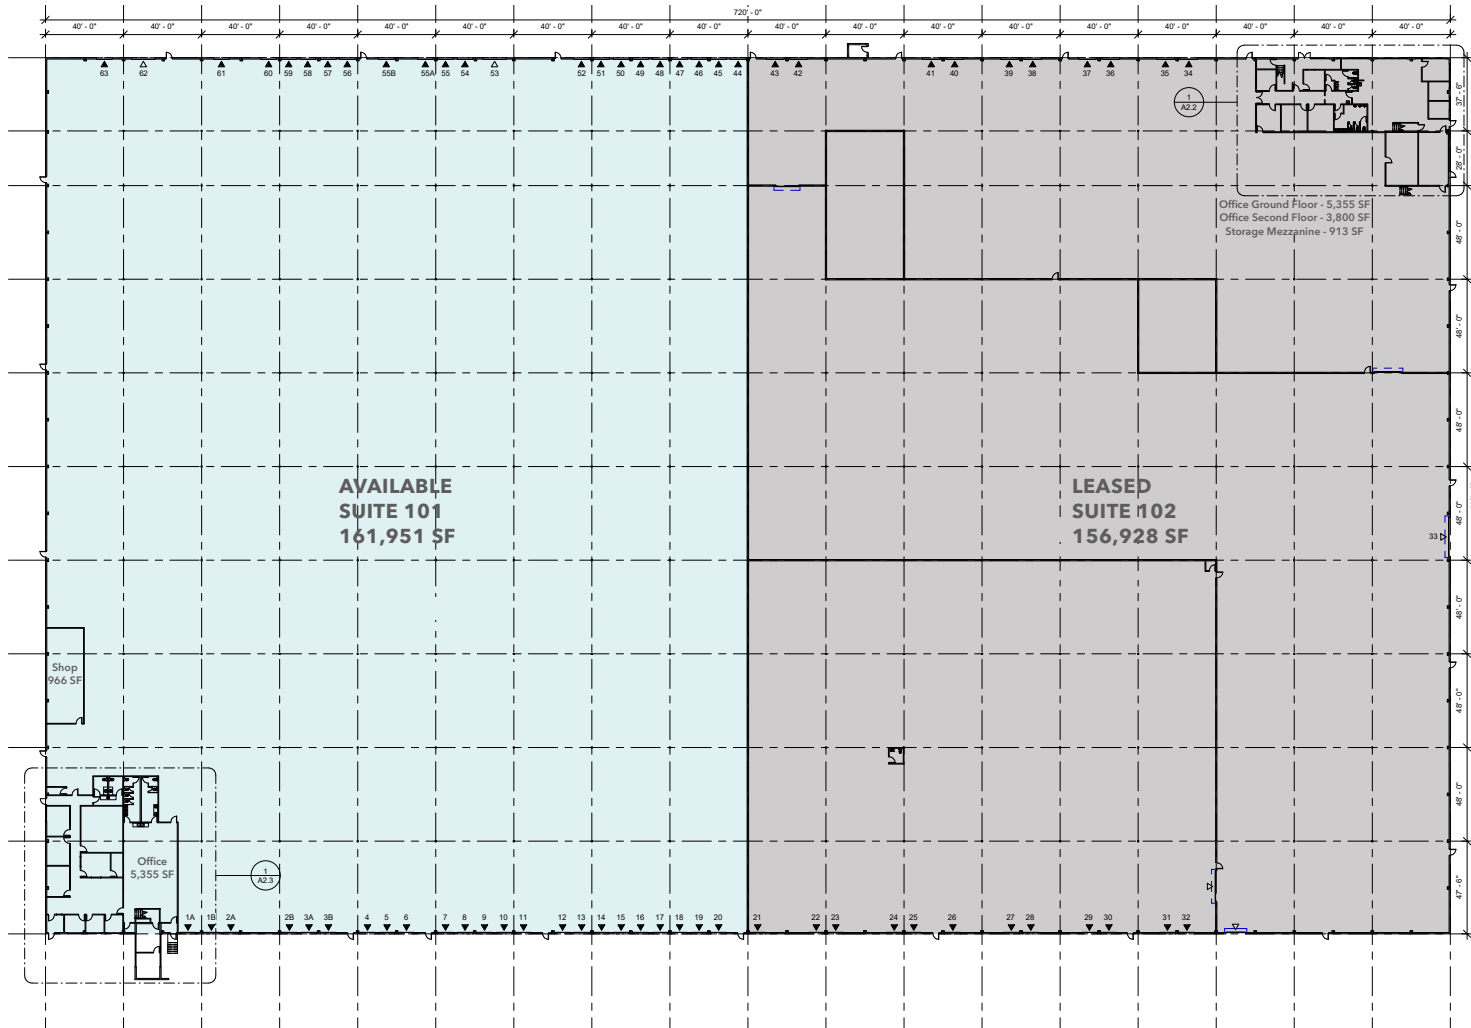 720'- 0"
40' - 0" 40' - 0" 40' - 0" 40' - 0" 40' - 0" 40' - 0" 40' - 0" 40' - 0" 40' - 0" 40' - 0" 40' - 0" 40' - 0" 40' - 0" 40' - 0" 40' - 0" 40' - 0" 40' - 0" 40' - 0"
63 62 61 60 59 58 57 56 55B 55A 55 54 53 52 51 50 49 48 47 46 45 44 43 42 41 40 39 38 37 36 35 34
1
A2.2
37' - 6"
28' - 0"
Office Ground Floor - 5,355 SF
Office Second Floor - 3,800 SF
Storage Mezzanine - 913 SF
48' - 0"
48' - 0"
48' - 0"
AVAILABLE
SUITE 101
161,951 SF
LEASED
SUITE 102
156,928 SF
48' - 0"
33
48' - 0"
Shop
966 SF
48' - 0"
48' - 0"
Office
5,355 SF
1
A2.3
47' - 6"
1A 1B 2A 2B 3A 3B 4 5 6 7 8 9 10 11 12 13 14 15 16 17 18 19 20 21 22 23 24 25 26 27 28 29 30 31 32